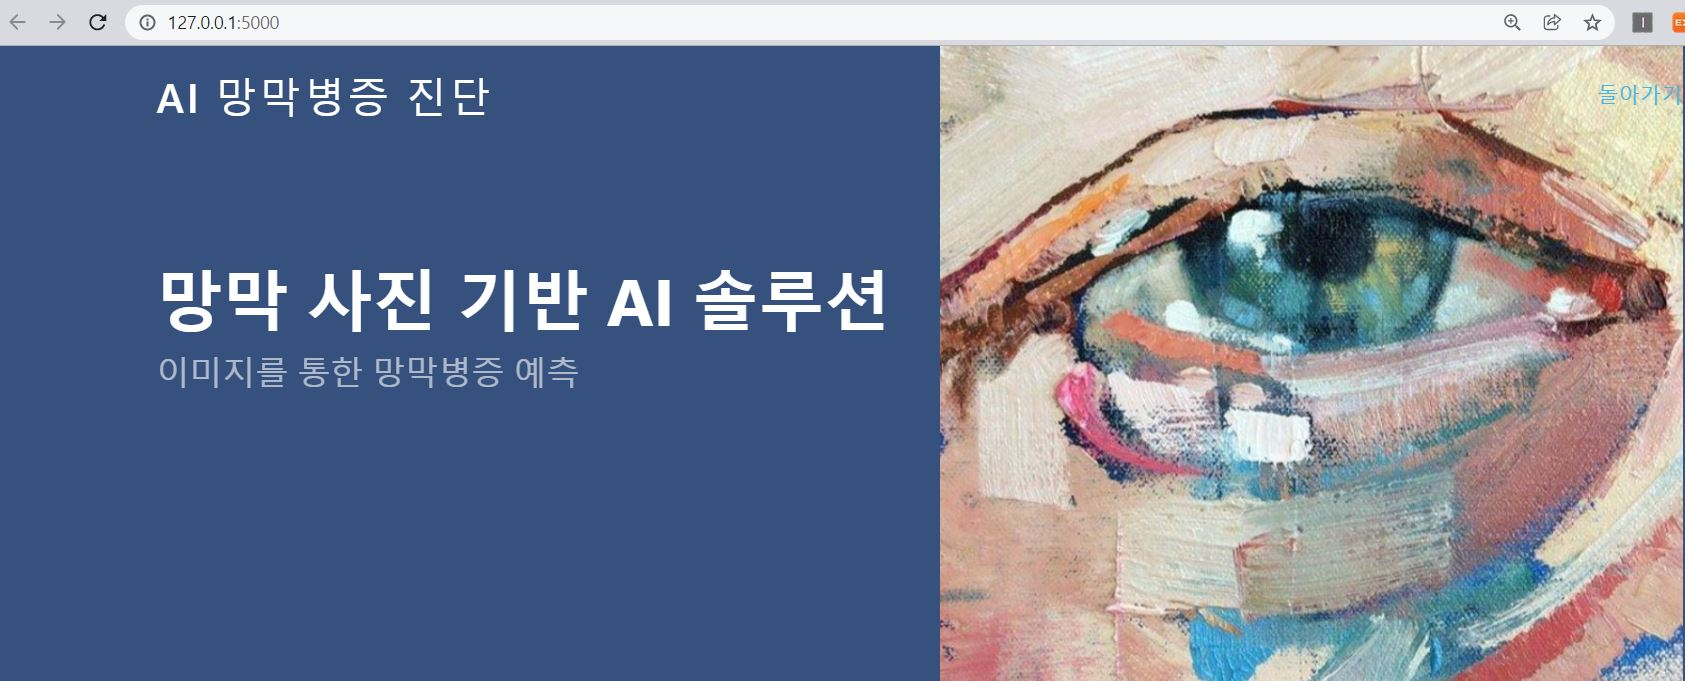 127.0.0.1:5000
AI 망막병증 진단
돌아가기
망막 사진 기반 AI 솔루션
이미지를 통한 망막병증 예측